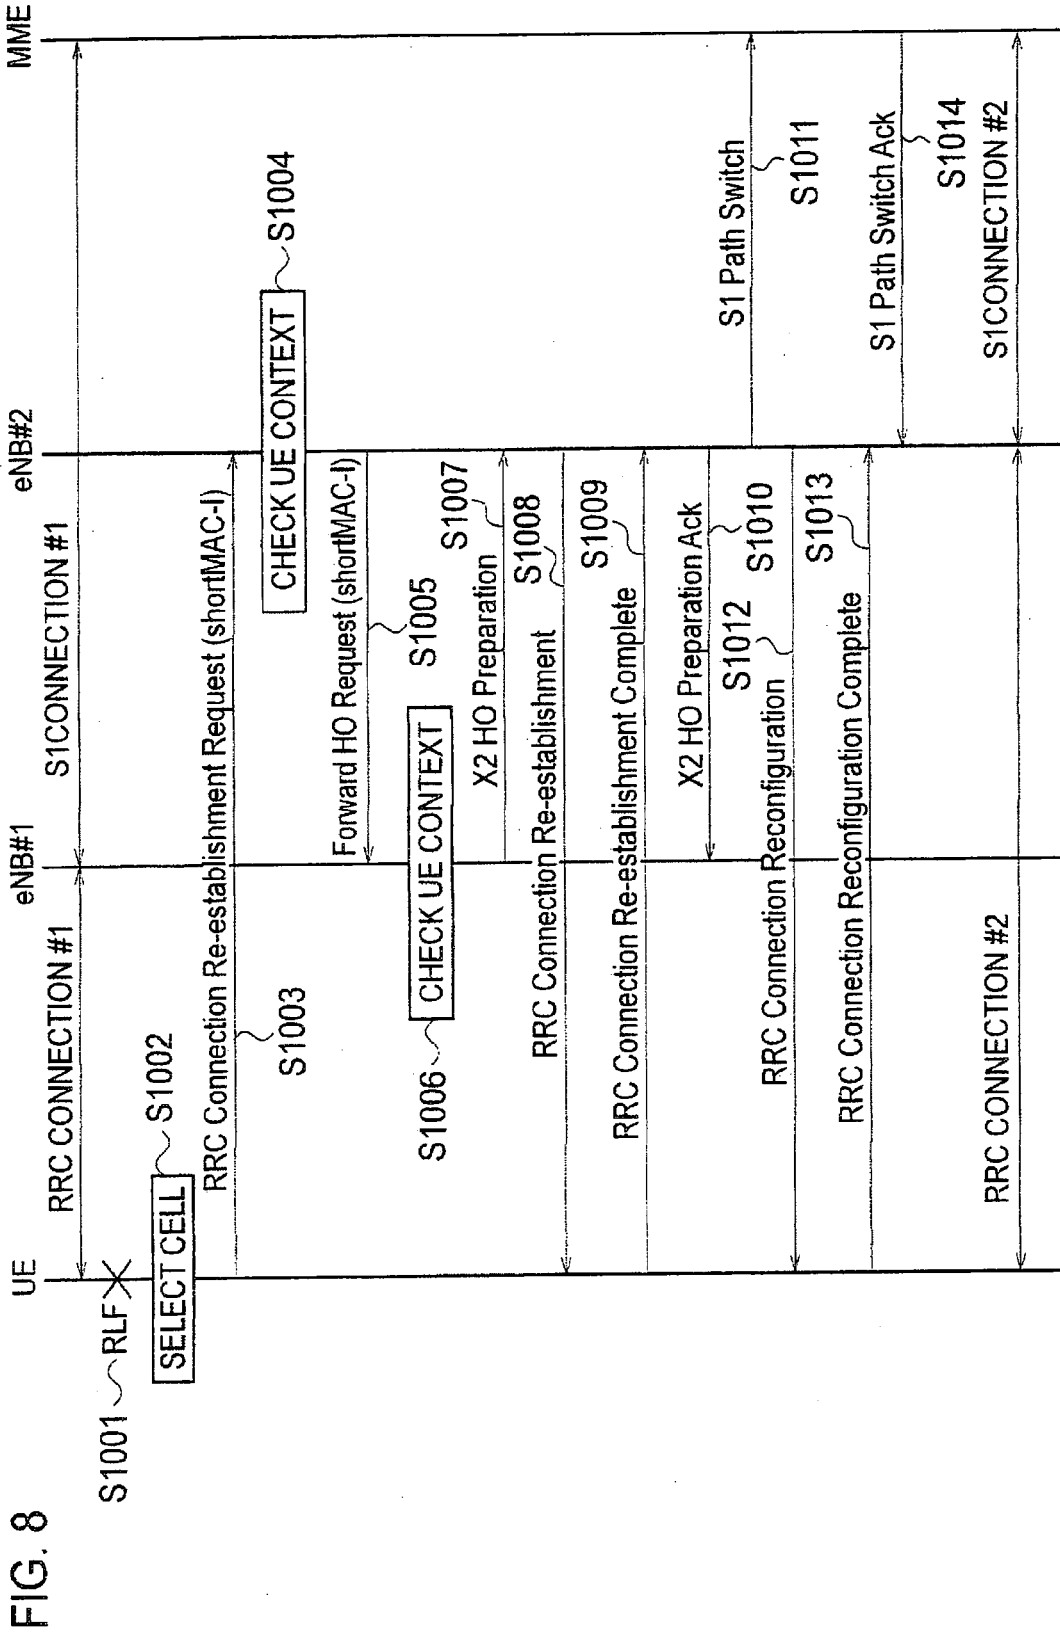 FIG. 8
UE
eNB#1
eNB#2
MME
RRC CONNECTION #1
S1CONNECTION #1
S1001
RLF
SELECT CELL
S1002
RRC Connection Re-establishment Request (shortMAC-I)
S1003
CHECK UE CONTEXT
S1004
Forward HO Request (shortMAC-I)
S1005
S1006
CHECK UE CONTEXT
X2 HO Preparation
S1007
RRC Connection Re-establishment
S1008
RRC Connection Re-establishment Complete
S1009
X2 HO Preparation Ack
S1010
S1 Path Switch
S1011
RRC Connection Reconfiguration
S1012
RRC Connection Reconfiguration Complete
S1013
S1 Path Switch Ack
S1014
RRC CONNECTION #2
S1CONNECTION #2